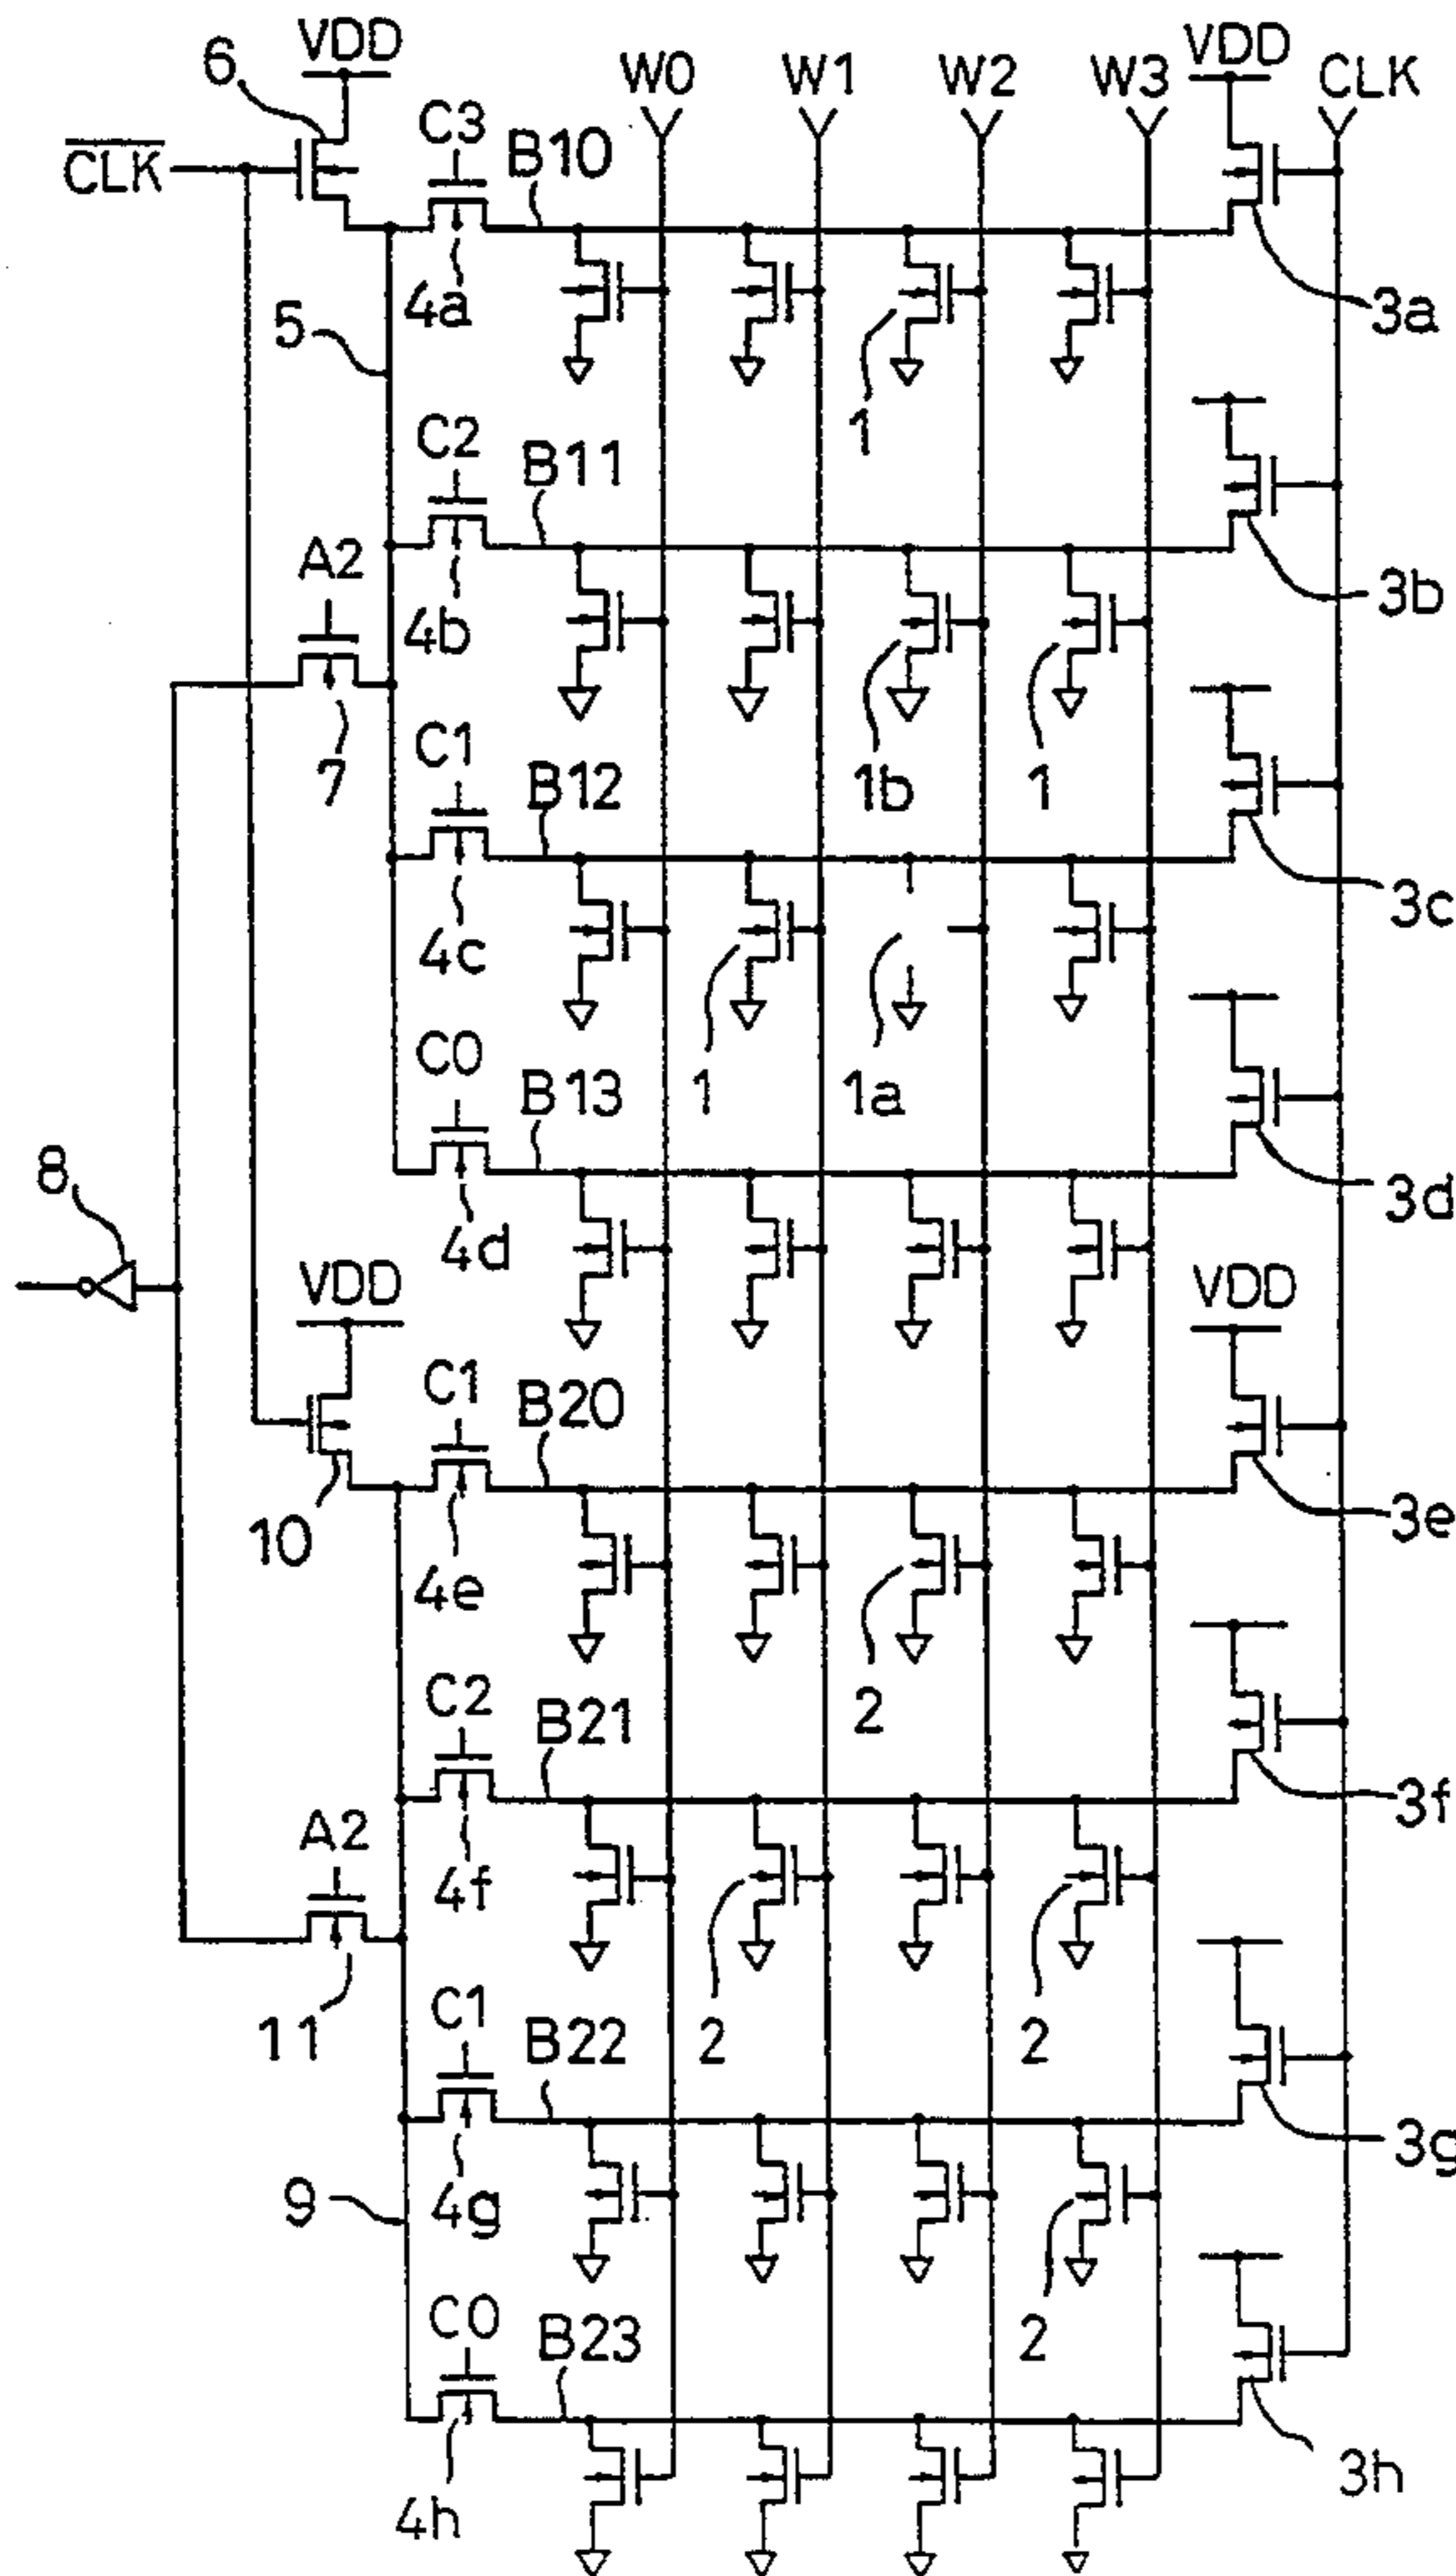 VDD
6
W0 W1 W2 W3
VDD
CLK
C3
B10
CLK
4a
3a
5
1
C2
B11
A2
4b
3b
7
C1
B12
1b
1
4c
3c
C0
B13
1
1a
8
4d
3d
VDD
VDD
C1
B20
10
4e
3e
2
C2
B21
A2
4f
3f
11
C1
B22
2
2
9
4g
3g
C0
B23
2
4h
3h